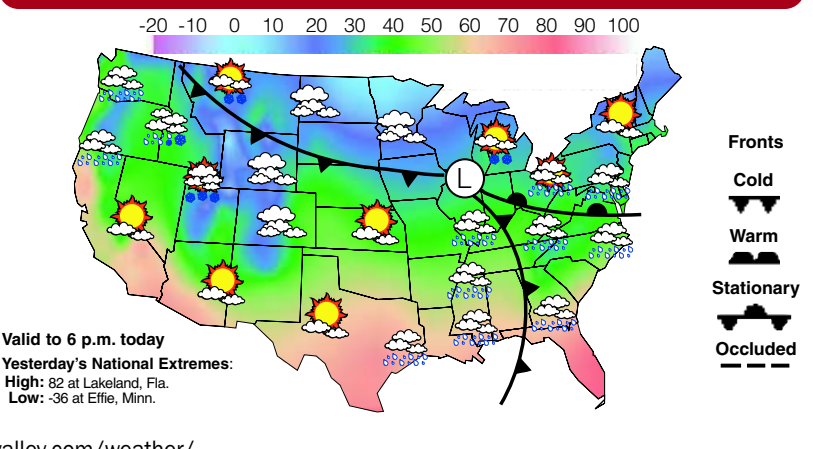 -20 -10 0 10 20 30 40 50 60 70 80 90 100
L
Fronts
Cold
Warm
Stationary
Occluded
Valid to 6 p.m. today
Yesterday's National Extremes:
High: 82 at Lakeland, Fla.
Low: -36 at Effie, Minn.
valley.com/weather/